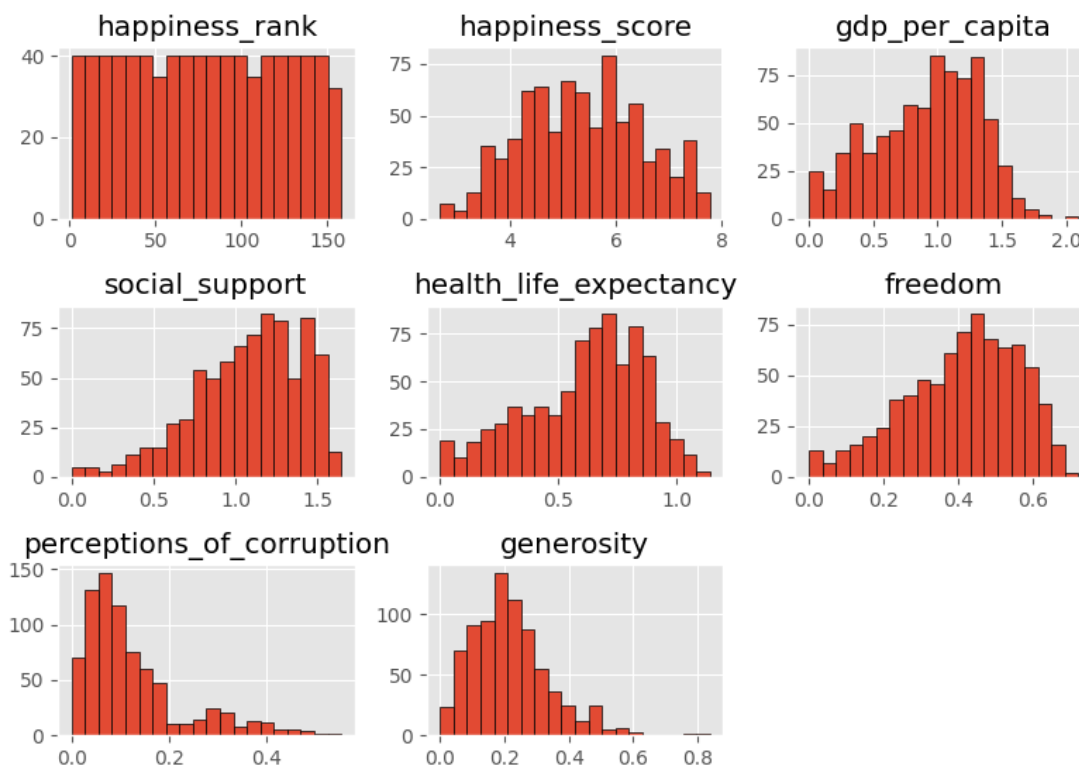 happiness_rank
40
20
0
0 50 100 150
happiness_score
75
50
25
0
4 6 8
gdp_per_capita
75
50
25
0
0.0 0.5 1.0 1.5 2.0
social_support
75
50
25
0
0.0 0.5 1.0 1.5
health_life_expectancy
75
50
25
0
0.0 0.5 1.0
freedom
75
50
25
0
0.0 0.2 0.4 0.6
perceptions_of_corruption
150
100
50
0
0.0 0.2 0.4
generosity
100
50
0
0.0 0.2 0.4 0.6 0.8